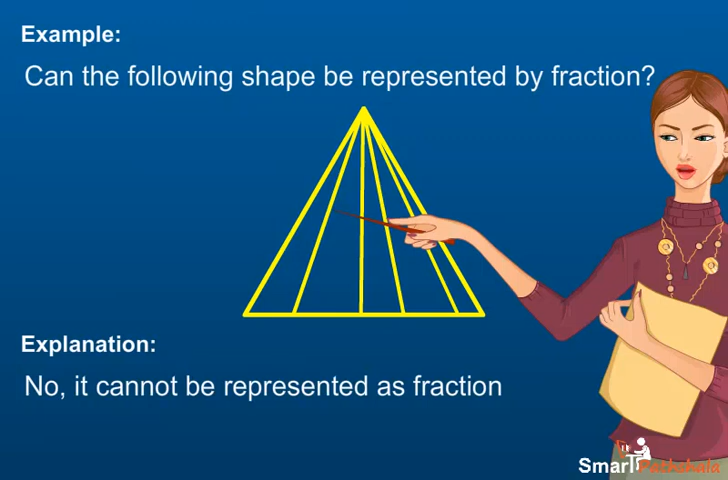 Example:
Can the following shape be represented by fraction?
Explanation:
No, it cannot be represented as fraction
SmartPathshala